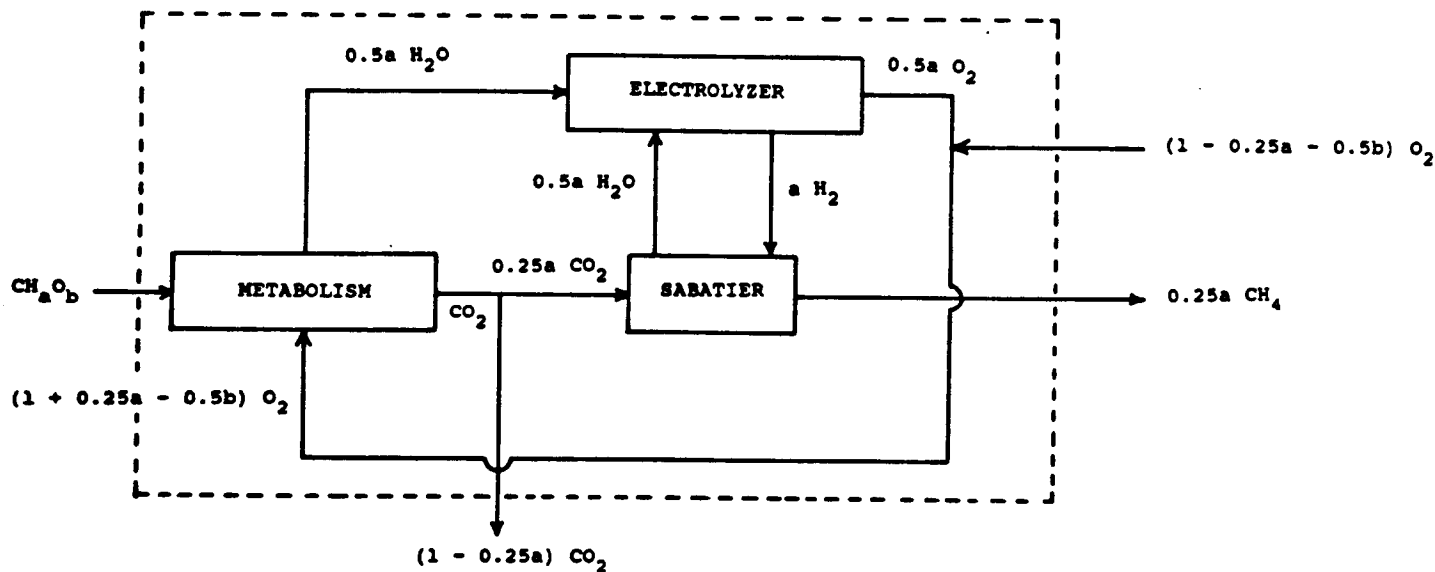 0.5a H₂O
0.5a O₂
ELECTROLYZER
(1 - 0.25a - 0.5b) O₂
0.5a H₂O
a H₂
0.25a CO₂
CHₐO_b
METABOLISM
SABATIER
0.25a CH₄
CO₂
(1 + 0.25a - 0.5b) O₂
(1 - 0.25a) CO₂